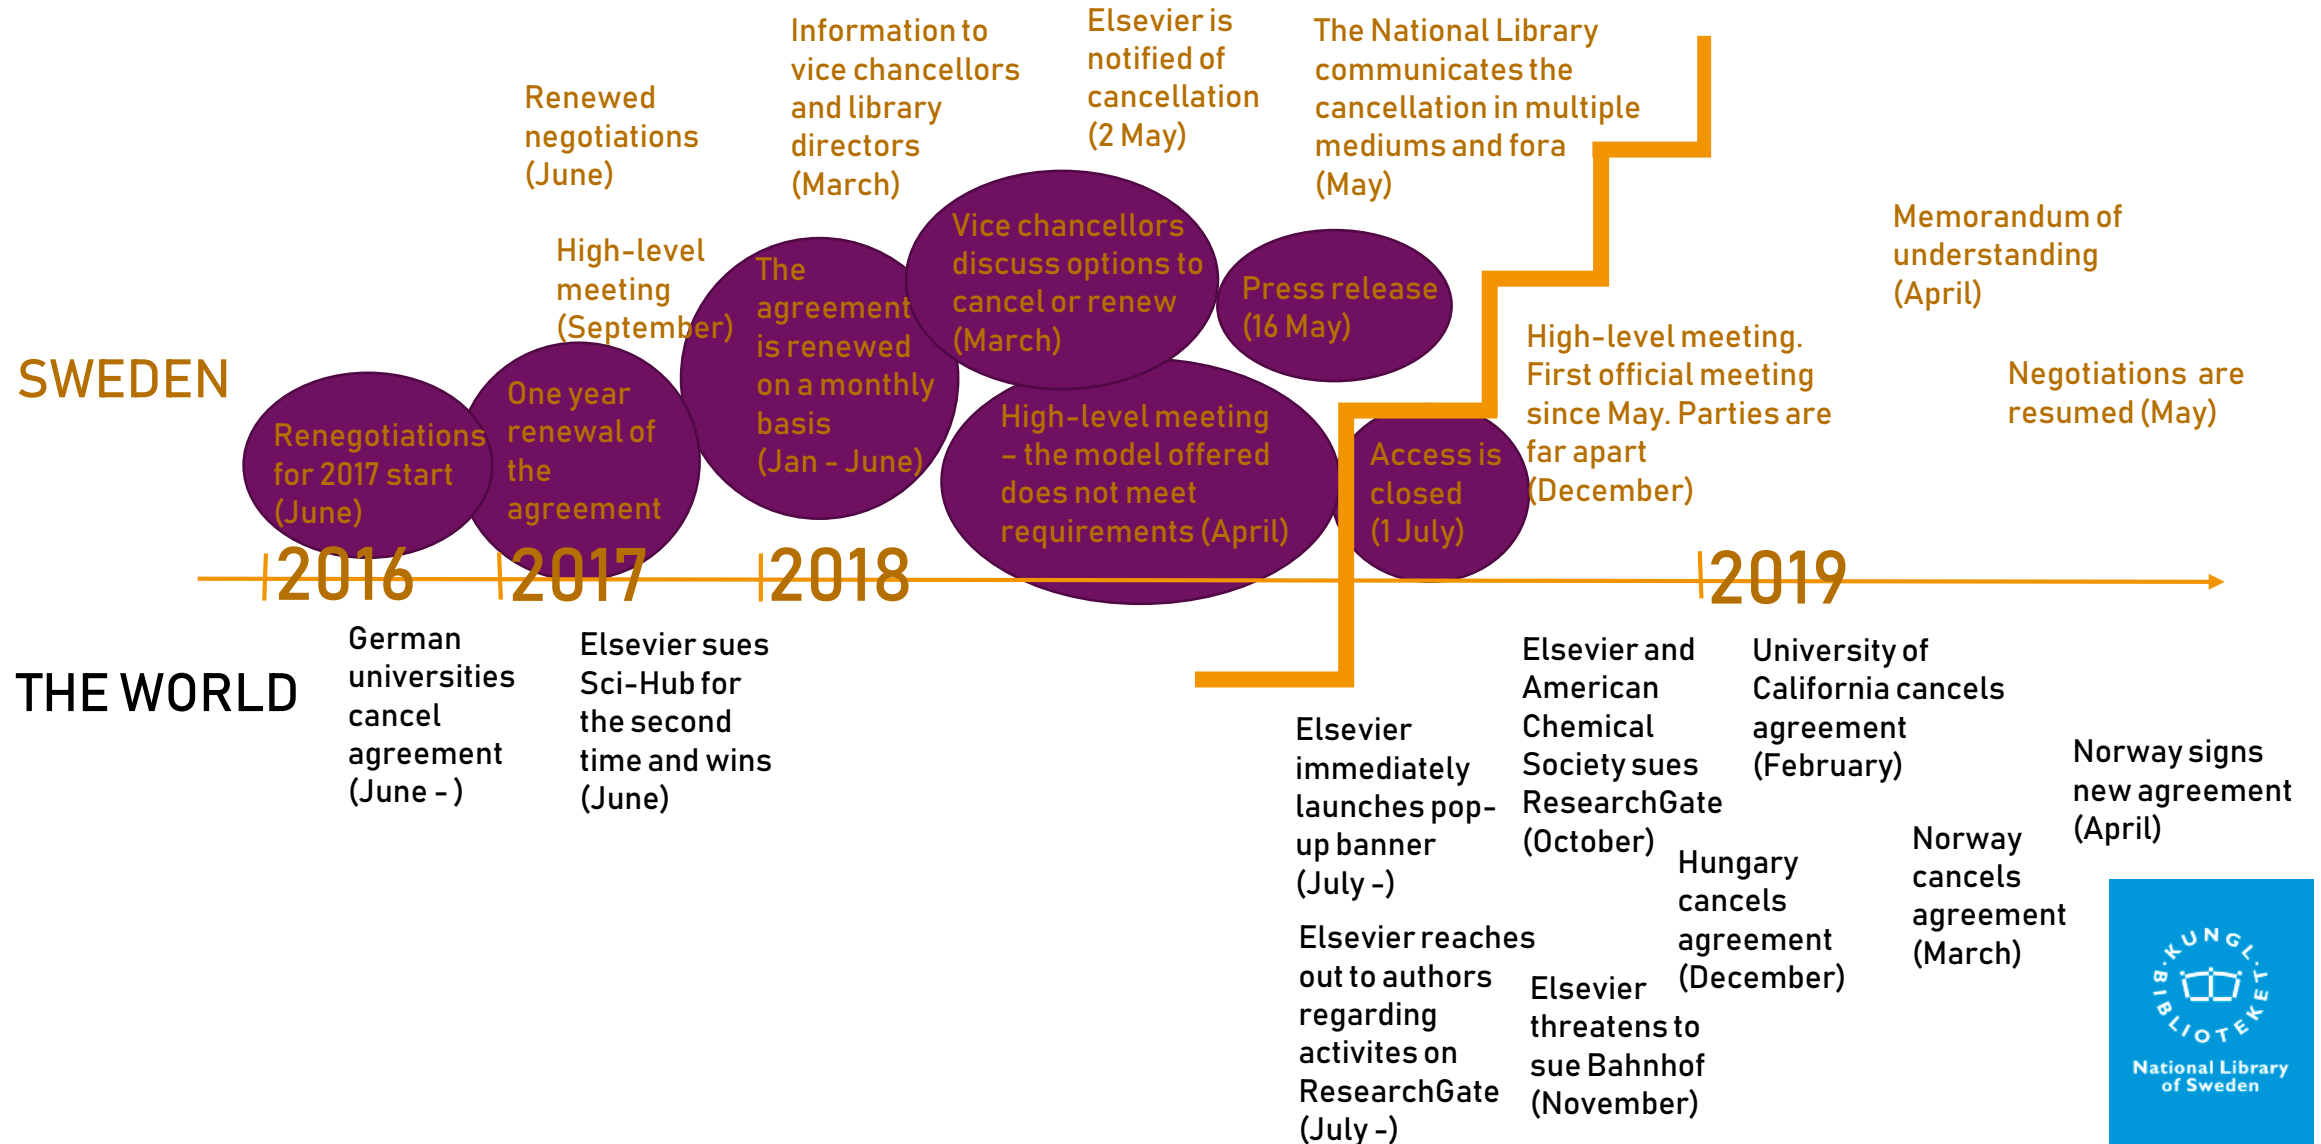 Renewed
negotiations
(June)
High-level
meeting
(September)
Information to
vice chancellors
and library
directors
(March)
Elsevier is
notified of
cancellation
(2 May)
The National Library
communicates the
cancellation in multiple
mediums and fora
(May)
SWEDEN
Renegotiations
for 2017 start
(June)
One year
renewal of
the
agreement
The
agreement
is renewed
on a monthly
basis
(Jan - June)
Vice chancellors
discuss options to
cancel or renew
(March)
High-level meeting
– the model offered
does not meet
requirements (April)
Press release
(16 May)
Access is
closed
(1 July)
High-level meeting.
First official meeting
since May. Parties are
far apart
(December)
Memorandum of
understanding
(April)
Negotiations are
resumed (May)
2016
2017
2018
2019
THE WORLD
German
universities
cancel
agreement
(June - )
Elsevier sues
Sci-Hub for
the second
time and wins
(June)
Elsevier
immediately
launches pop-
up banner
(July -)
Elsevier reaches
out to authors
regarding
activites on
ResearchGate
(July -)
Elsevier and
American
Chemical
Society sues
ResearchGate
(October)
Elsevier
threatens to
sue Bahnhof
(November)
Hungary
cancels
agreement
(December)
University of
California cancels
agreement
(February)
Norway
cancels
agreement
(March)
Norway signs
new agreement
(April)
KUNGL.
BIBLIOTEKET
National Library
of Sweden